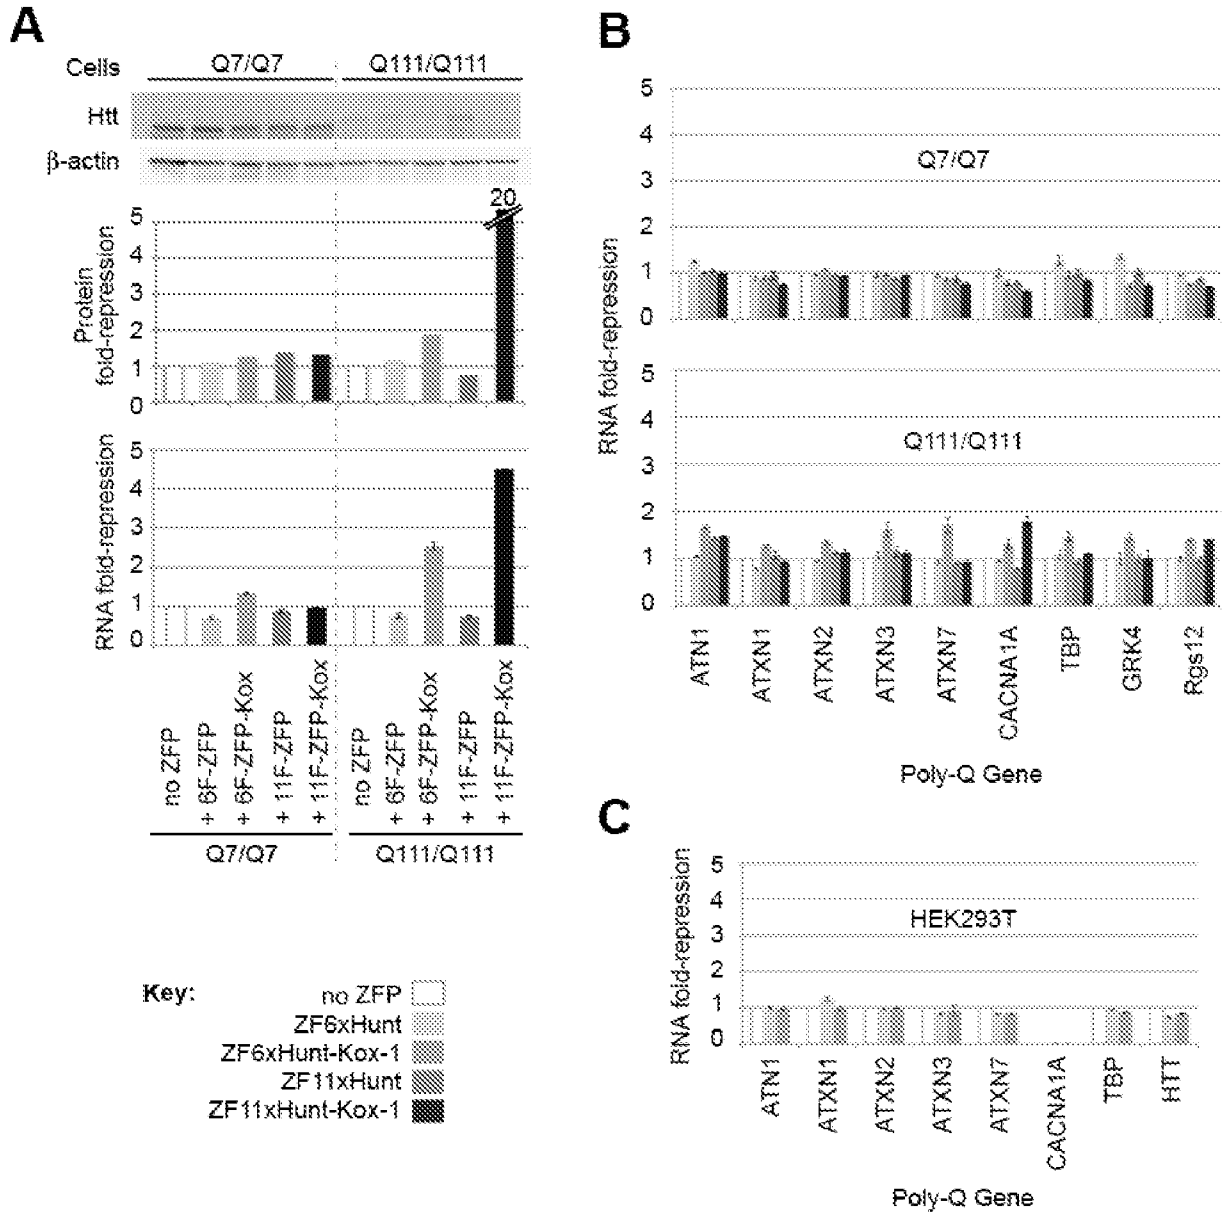 A
Cells
Q7/Q7
Q111/Q111
Htt
β-actin
20
Protein
fold-repression
5
4
3
2
1
0
RNA fold-repression
5
4
3
2
1
0
no ZFP
+ 6F-ZFP
+ 6F-ZFP-Kox
+ 11F-ZFP
+ 11F-ZFP-Kox
no ZFP
+ 6F-ZFP
+ 6F-ZFP-Kox
+ 11F-ZFP
+ 11F-ZFP-Kox
Q7/Q7
Q111/Q111
Key:
no ZFP
ZF6xHunt
ZF6xHunt-Kox-1
ZF11xHunt
ZF11xHunt-Kox-1
B
RNA fold-repression
5
4
3
2
1
0
Q7/Q7
5
4
3
2
1
0
Q111/Q111
ATN1
ATXN1
ATXN2
ATXN3
ATXN7
CACNA1A
TBP
GRK4
Rgs12
Poly-Q Gene
C
RNA fold-repression
5
4
3
2
1
0
HEK293T
ATN1
ATXN1
ATXN2
ATXN3
ATXN7
CACNA1A
TBP
HTT
Poly-Q Gene